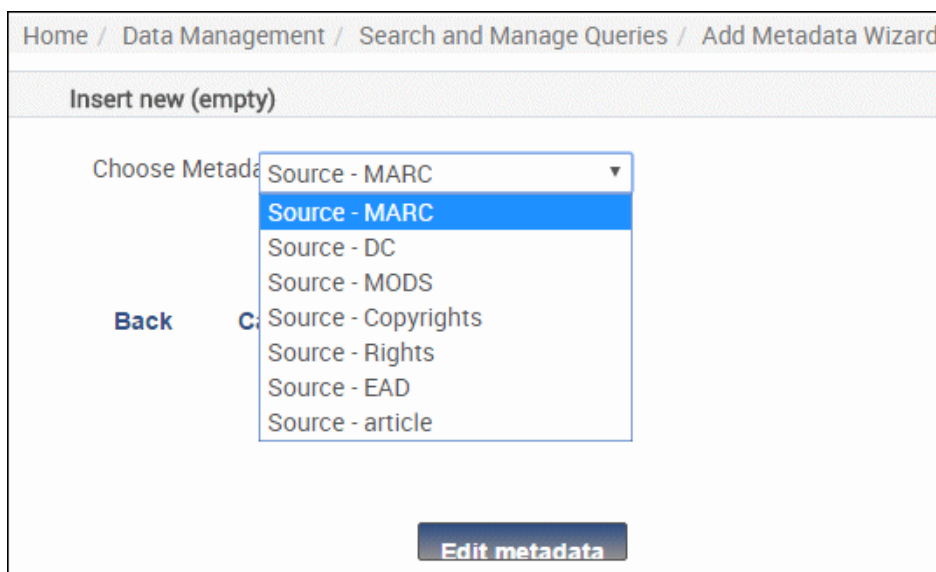 Home / Data Management / Search and Manage Queries / Add Metadata Wizard
Insert new (empty)
Choose Metada Source - MARC
Source - MARC
Source - DC
Source - MODS
Back Source - Copyrights
Source - Rights
Source - EAD
Source - article
Edit metadata